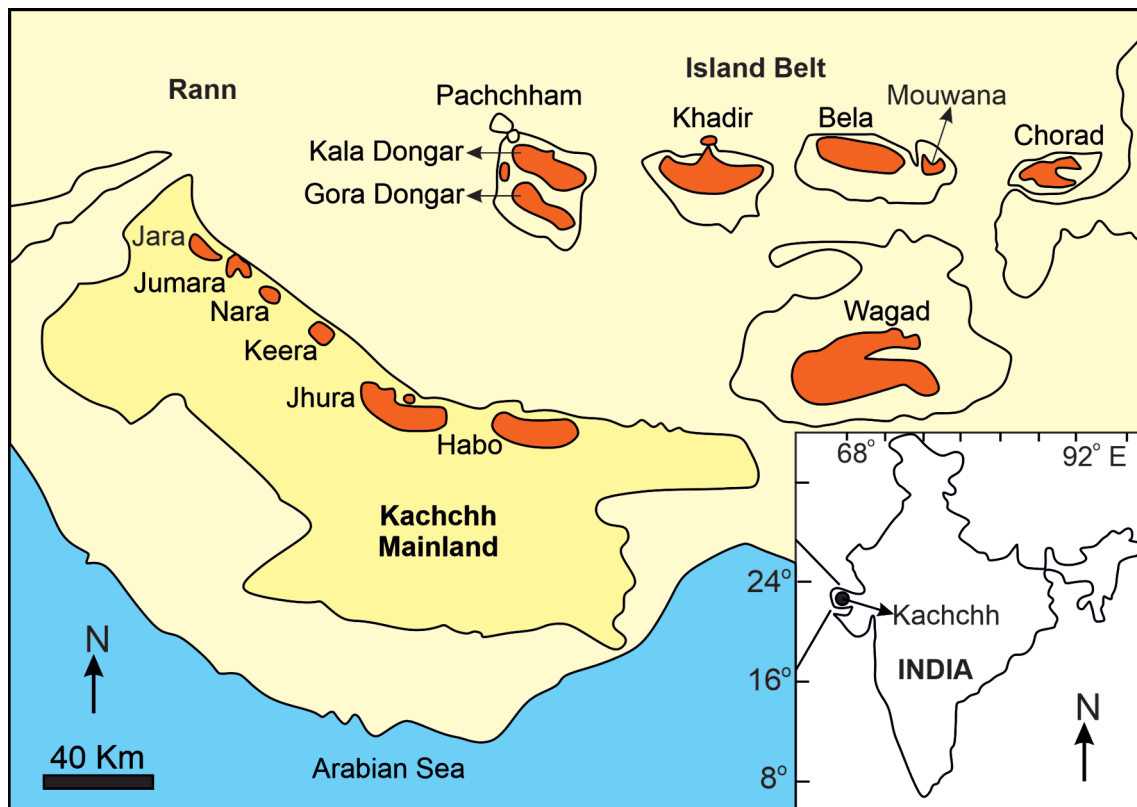 Rann
Island Belt
Pachchham
Kala Dongar
Gora Dongar
Khadir
Bela
Mouwana
Chorad
Jara
Jumara
Nara
Keera
Jhura
Habo
Wagad
Kachchh
Mainland
N
40 Km
Arabian Sea
68° 92° E
24°
16°
8°
Kachchh
INDIA
N